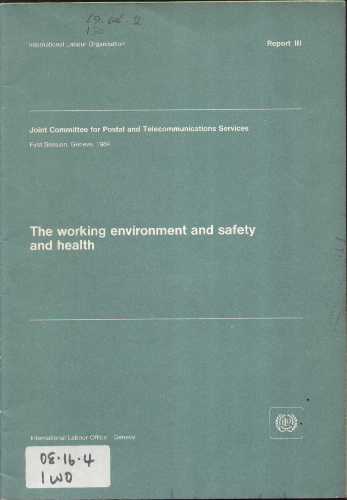 International Labour Organisation
Report III
Joint Committee for Postal and Telecommunications Services
First Session, Geneva, 1984
The working environment and safety
and health
International Labour Office Geneva
08.16.4
IWO